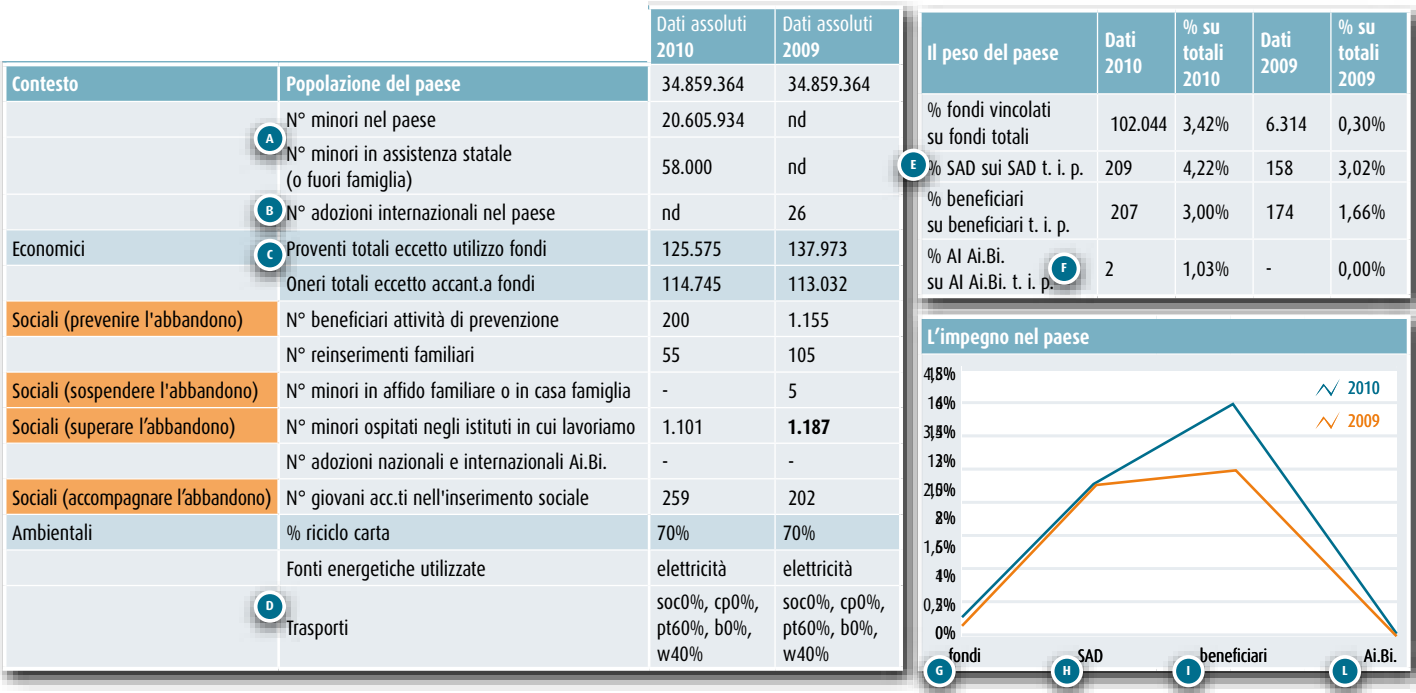 Dati assoluti 2010 Dati assoluti 2009
Contesto Popolazione del paese 34.859.364 34.859.364
A N° minori nel paese 20.605.934 nd
N° minori in assistenza statale
(o fuori famiglia) 58.000 nd
B N° adozioni internazionali nel paese nd 26
Economici C Proventi totali eccetto utilizzo fondi 125.575 137.973
Oneri totali eccetto accant.a fondi 114.745 113.032
Sociali (prevenire l'abbandono) N° beneficiari attività di prevenzione 200 1.155
N° reinserimenti familiari 55 105
Sociali (sospendere l'abbandono) N° minori in affido familiare o in casa famiglia - 5
Sociali (superare l'abbandono) N° minori ospitati negli istituti in cui lavoriamo 1.101 1.187
N° adozioni nazionali e internazionali Ai.Bi. - -
Sociali (accompagnare l'abbandono) N° giovani acc.ti nell'inserimento sociale 259 202
Ambientali % riciclo carta 70% 70%
Fonti energetiche utilizzate elettricità elettricità
D Trasporti soc0%, cp0%, pt60%, b0%, w40% soc0%, cp0%, pt60%, b0%, w40%
Il peso del paese Dati 2010 % su totali 2010 Dati 2009 % su totali 2009
% fondi vincolati
su fondi totali 102.044 3,42% 6.314 0,30%
E % SAD sui SAD t. i. p. 209 4,22% 158 3,02%
% beneficiari
su beneficiari t. i. p. 207 3,00% 174 1,66%
% AI Ai.Bi.
su AI Ai.Bi. t. i. p. F 2 1,03% - 0,00%
L'impegno nel paese
2010
2009
0%
fondi SAD beneficiari Ai.Bi.
G H I L